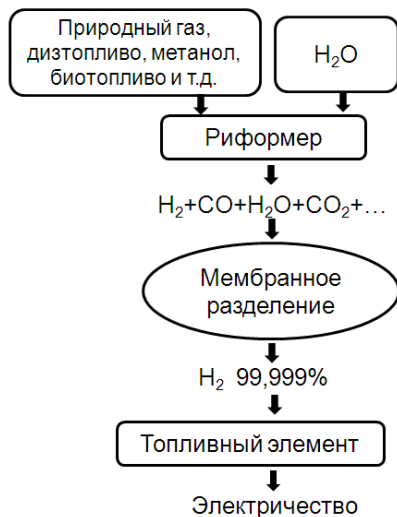 Природный газ,
дизтопливо, метанол,
биотопливо и т.д.
H₂O
Риформер
H₂+CO+H₂O+CO₂+…
Мембранное
разделение
H₂ 99,999%
Топливный элемент
Электричество